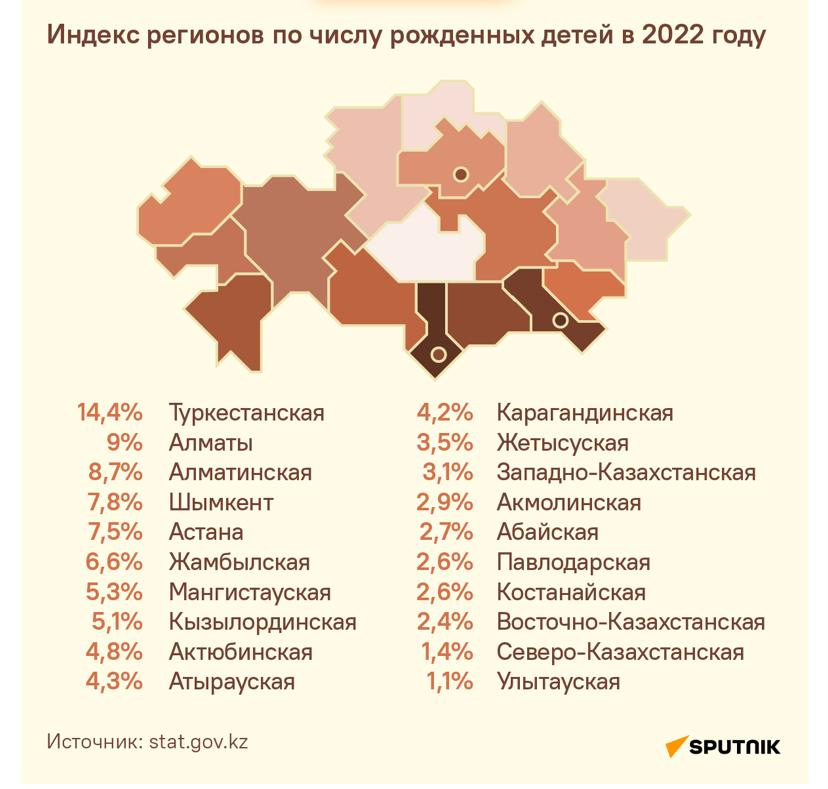 Индекс регионов по числу рожденных детей в 2022 году
14,4% Туркестанская
9% Алматы
8,7% Алматинская
7,8% Шымкент
7,5% Астана
6,6% Жамбылская
5,3% Мангистауская
5,1% Кызылординская
4,8% Актюбинская
4,3% Атырауская
4,2% Карагандинская
3,5% Жетысуская
3,1% Западно-Казахстанская
2,9% Акмолинская
2,7% Абайская
2,6% Павлодарская
2,6% Костанайская
2,4% Восточно-Казахстанская
1,4% Северо-Казахстанская
1,1% Улытауская
Источник: stat.gov.kz
SPUTNIK